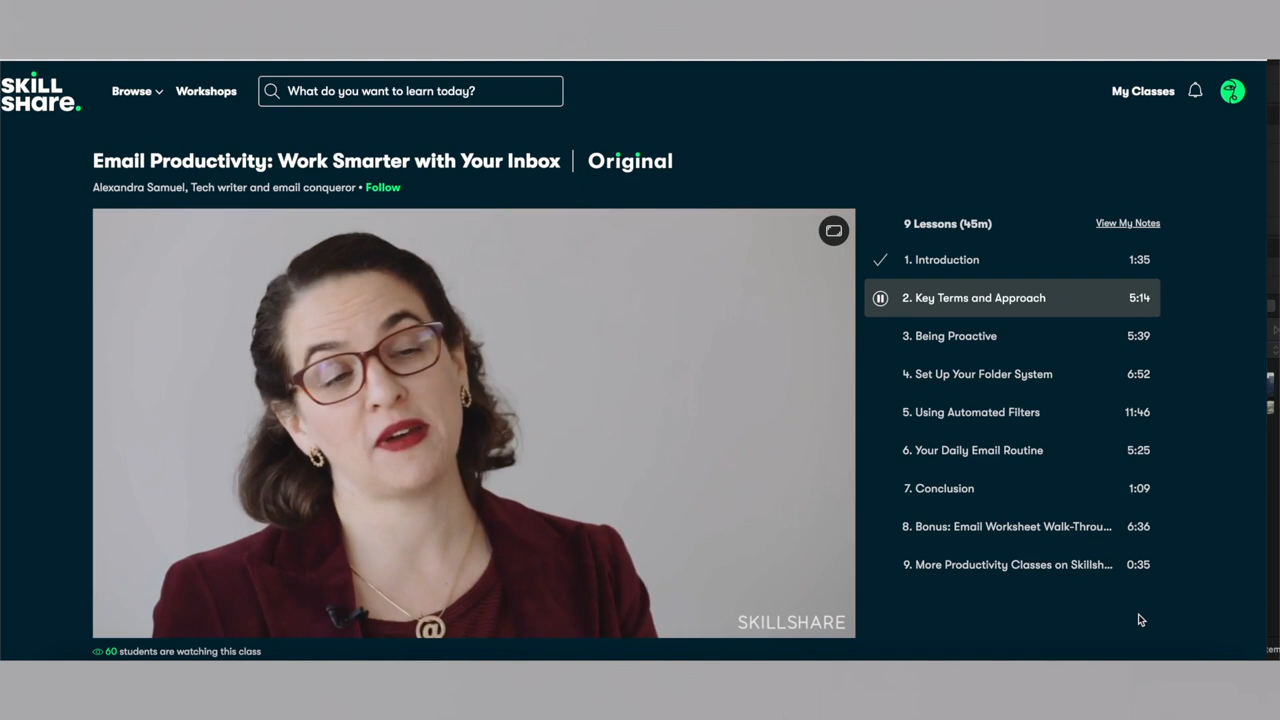 SKILL
SHARE.
Browse
Workshops
What do you want to learn today?
My Classes
Email Productivity: Work Smarter with Your Inbox | Original
Alexandra Samuel, Tech writer and email conqueror • Follow
9 Lessons (45m)
View My Notes
1. Introduction 1:35
2. Key Terms and Approach 5:14
3. Being Proactive 5:39
4. Set Up Your Folder System 6:52
5. Using Automated Filters 11:46
6. Your Daily Email Routine 5:25
7. Conclusion 1:09
8. Bonus: Email Worksheet Walk-Throu... 6:36
9. More Productivity Classes on Skillsh... 0:35
@
SKILLSHARE
60 students are watching this class